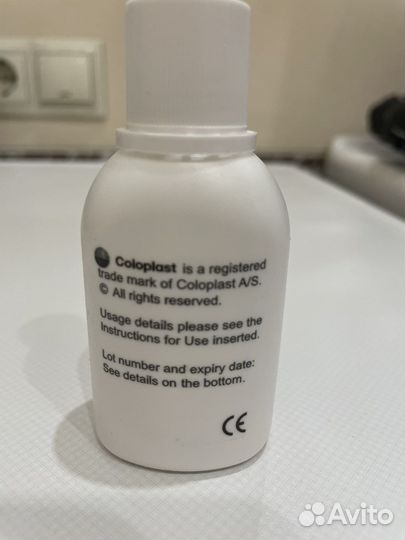 Coloplast is a registered
trade mark of Coloplast A/S.
© All rights reserved.
Usage details please see the
Instructions for Use inserted.
Lot number and expiry date:
See details on the bottom.
CE
Avito